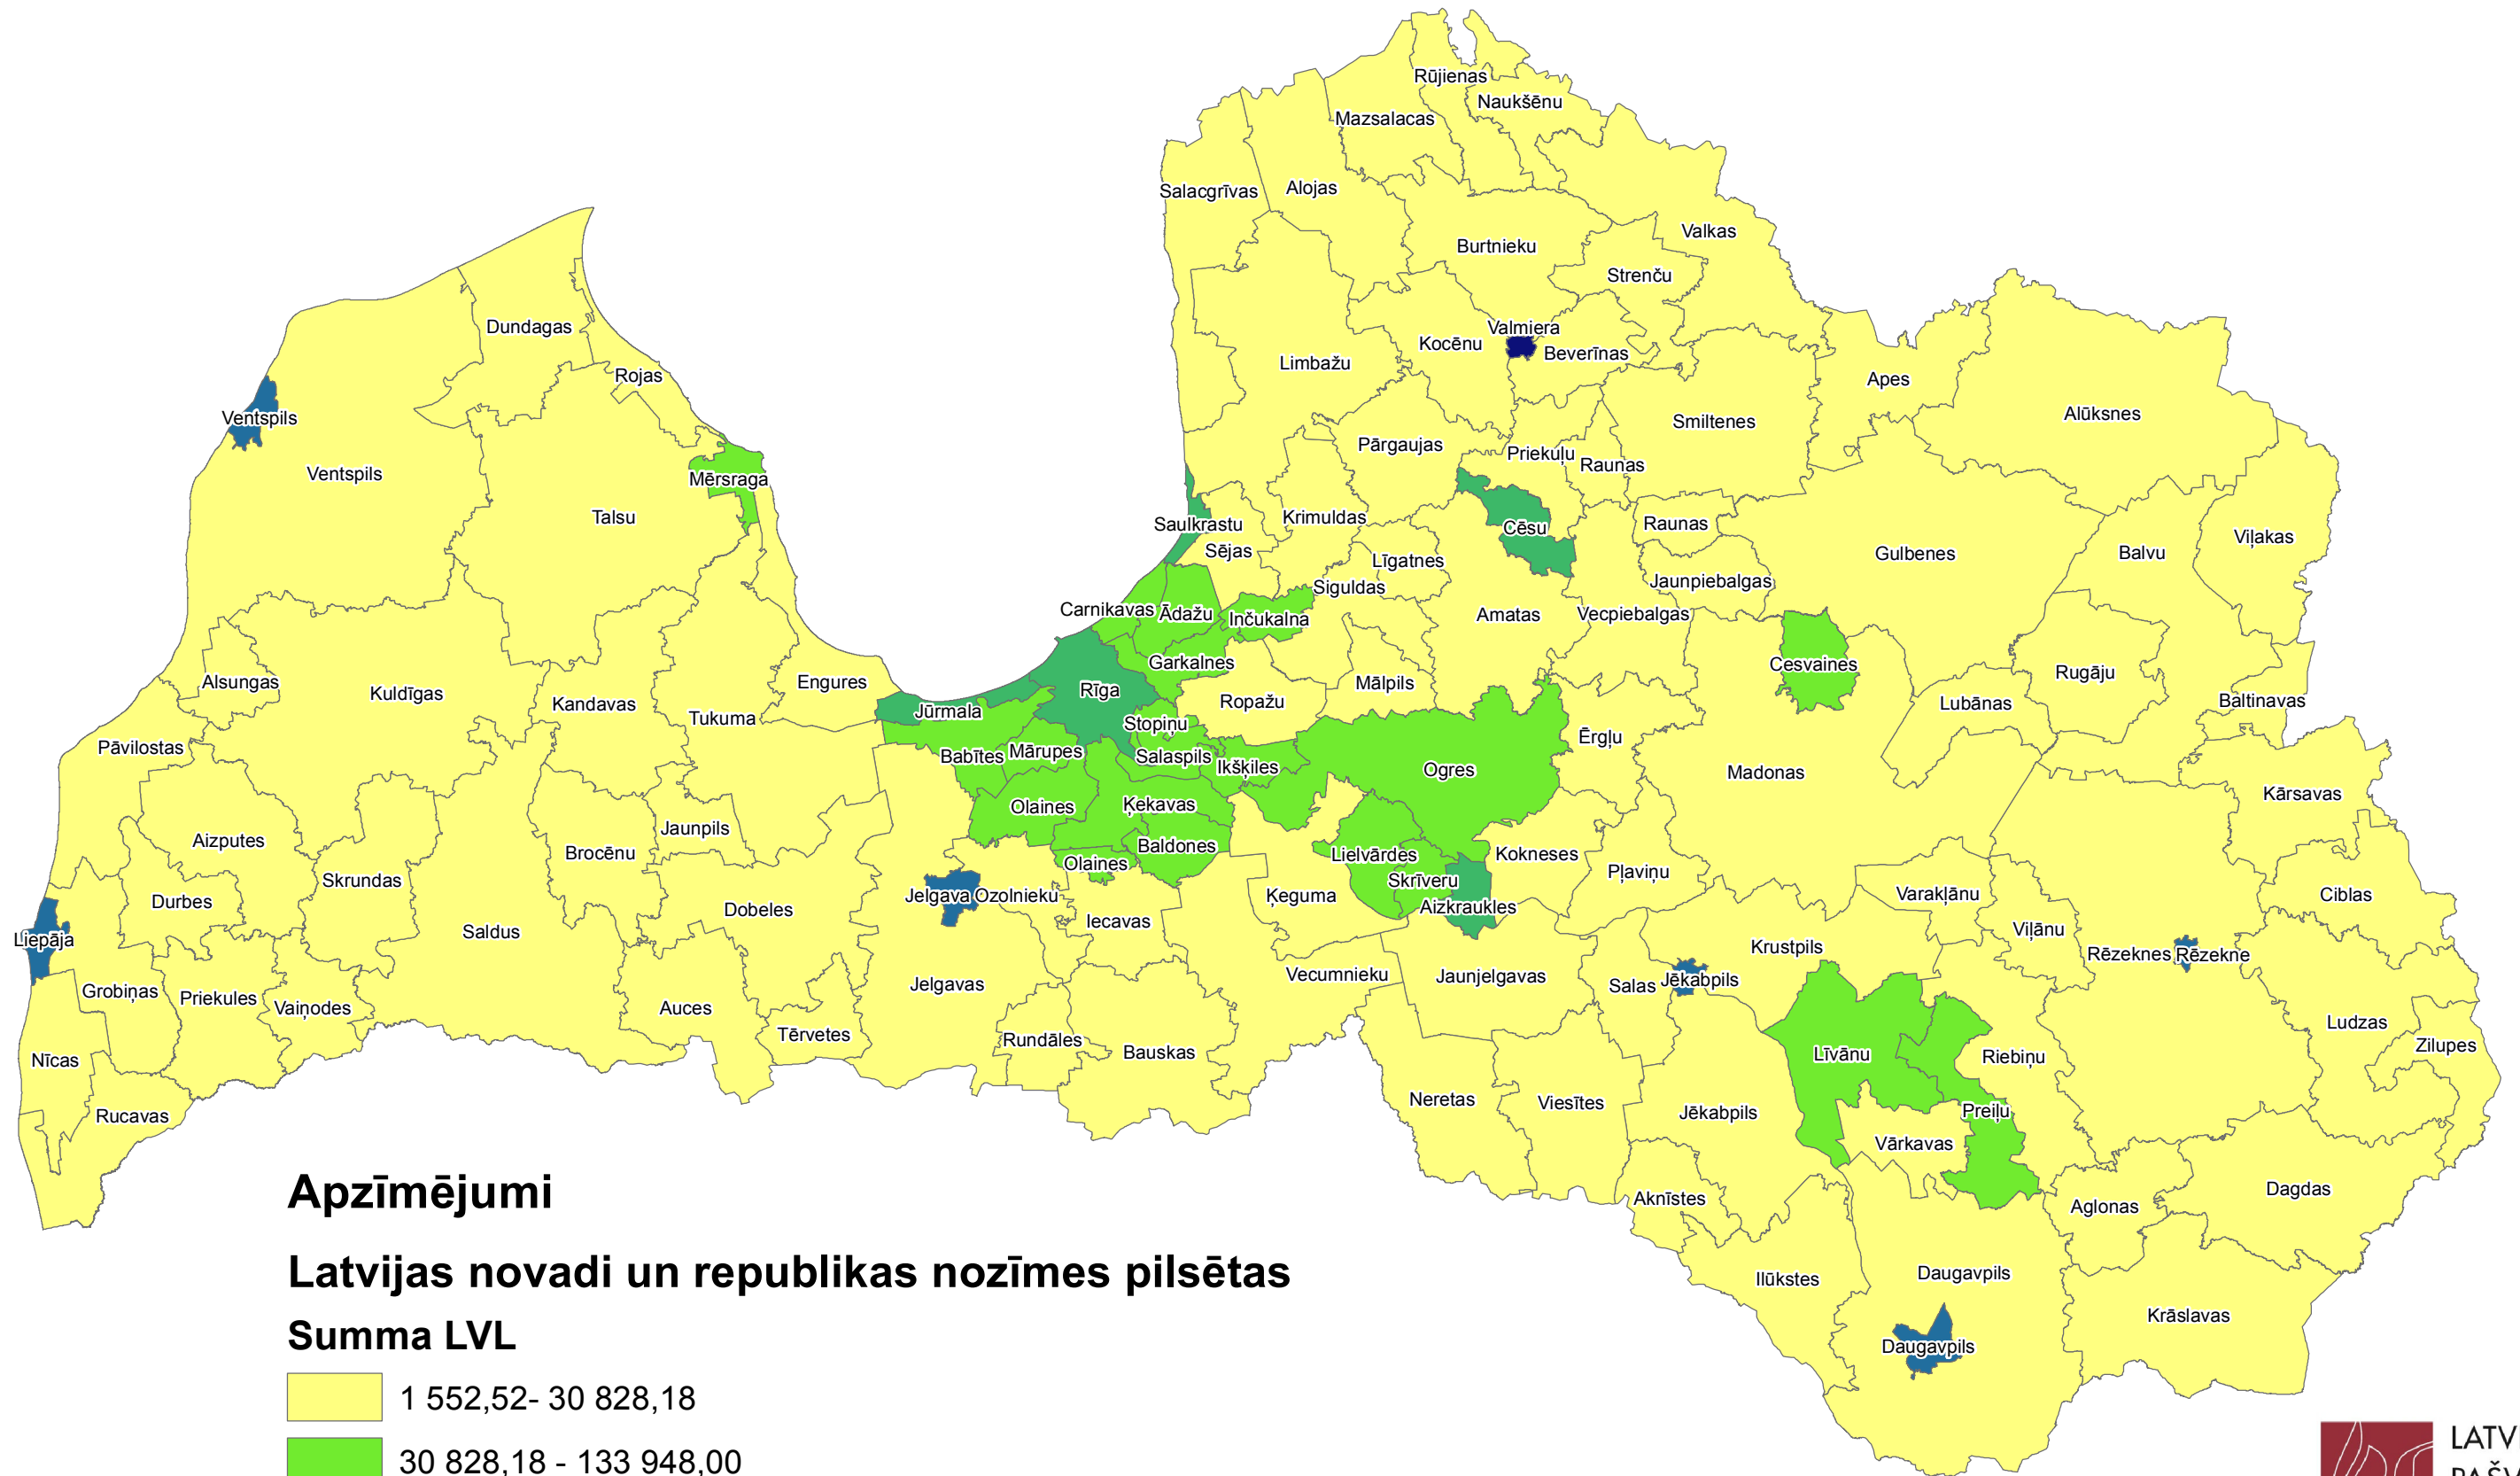 Rūjienas
Naukšēnu
Mazsalacas
Salacgrīvas
Alojas
Valkas
Burtnieku
Strenču
Dundagas
Valmiera
Kocēnu
Beverīnas
Limbažu
Rojas
Apes
Alūksnes
Ventspils
Smiltenes
Pārgaujas
Priekuļu
Raunas
Ventspils
Mērsraga
Talsu
Krimuldas
Saulkrastu
Cēsu
Raunas
Viļakas
Sējas
Gulbenes
Balvu
Līgatnes
Siguldas
Jaunpiebalgas
Carnikavas
Ādažu
Inčukalna
Amatas
Vecpiebalgas
Garkalnes
Cesvaines
Rugāju
Alsungas
Kuldīgas
Engures
Mālpils
Rīga
Ropažu
Kandavas
Lubānas
Baltinavas
Jūrmala
Tukuma
Stopiņu
Ērgļu
Pāvilostas
Mārupes
Babītes
Salaspils
Ikšķiles
Ogres
Madonas
Kārsavas
Olaines
Ķekavas
Jaunpils
Aizputes
Baldones
Brocēnu
Lielvārdes
Kokneses
Olaines
Pļaviņu
Skrundas
Skrīveru
Durbes
Jelgava
Ozolnieku
Ķeguma
Varakļānu
Ciblas
Dobeles
Aizkraukles
Iecavas
Saldus
Viļānu
Liepāja
Krustpils
Rēzeknes
Rēzekne
Vecumnieku
Jaunjelgavas
Jēkabpils
Salas
Jelgavas
Grobiņas
Priekules
Vaiņodes
Auces
Ludzas
Tērvetes
Rundāles
Zilupes
Bauskas
Līvānu
Riebiņu
Nīcas
Neretas
Viesītes
Preiļu
Jēkabpils
Rucavas
Vārkavas
Apzīmējumi
Dagdas
Aknīstes
Aglonas
Latvijas novadi un republikas nozīmes pilsētas
Daugavpils
Ilūkstes
Krāslavas
Summa LVL
Daugavpils
1 552,52- 30 828,18
30 828,18 - 133 948,00
LATV